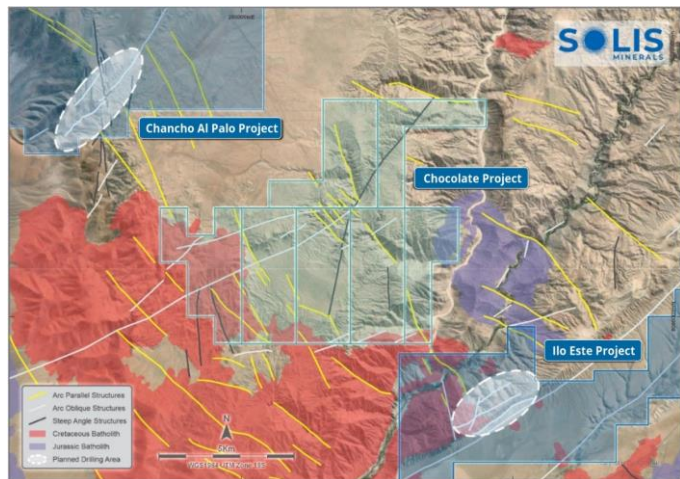 SOLIS
MINERALS
Chancho Al Palo Project
Chocolate Project
Ilo Este Project
Arc Parallel Structures
Arc Oblique Structures
Steep Angle Structures
Cretaceous Batholith
Jurassic Batholith
Planned Drilling Area
N